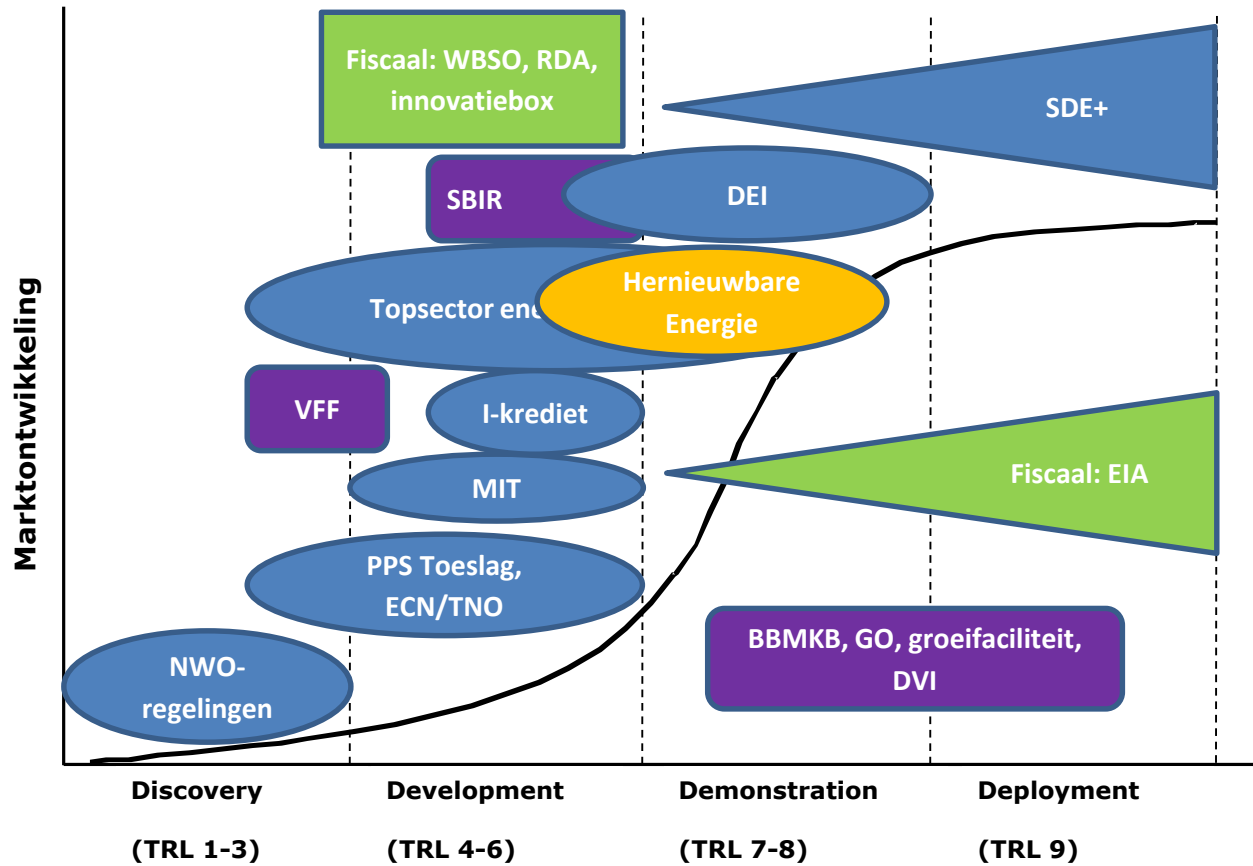 Marktontwikkeling
Fiscaal: WBSO, RDA,
innovatiebox
SDE+
SBIR
DEI
Topsector
Hernieuwbare
Energie
VFF
I-krediet
MIT
Fiscaal: EIA
PPS Toeslag,
ECN/TNO
BBMKB, GO, groeifaciliteit,
DVI
NWO-
regelingen
Discovery
Development
Demonstration
Deployment
(TRL 1-3)
(TRL 4-6)
(TRL 7-8)
(TRL 9)